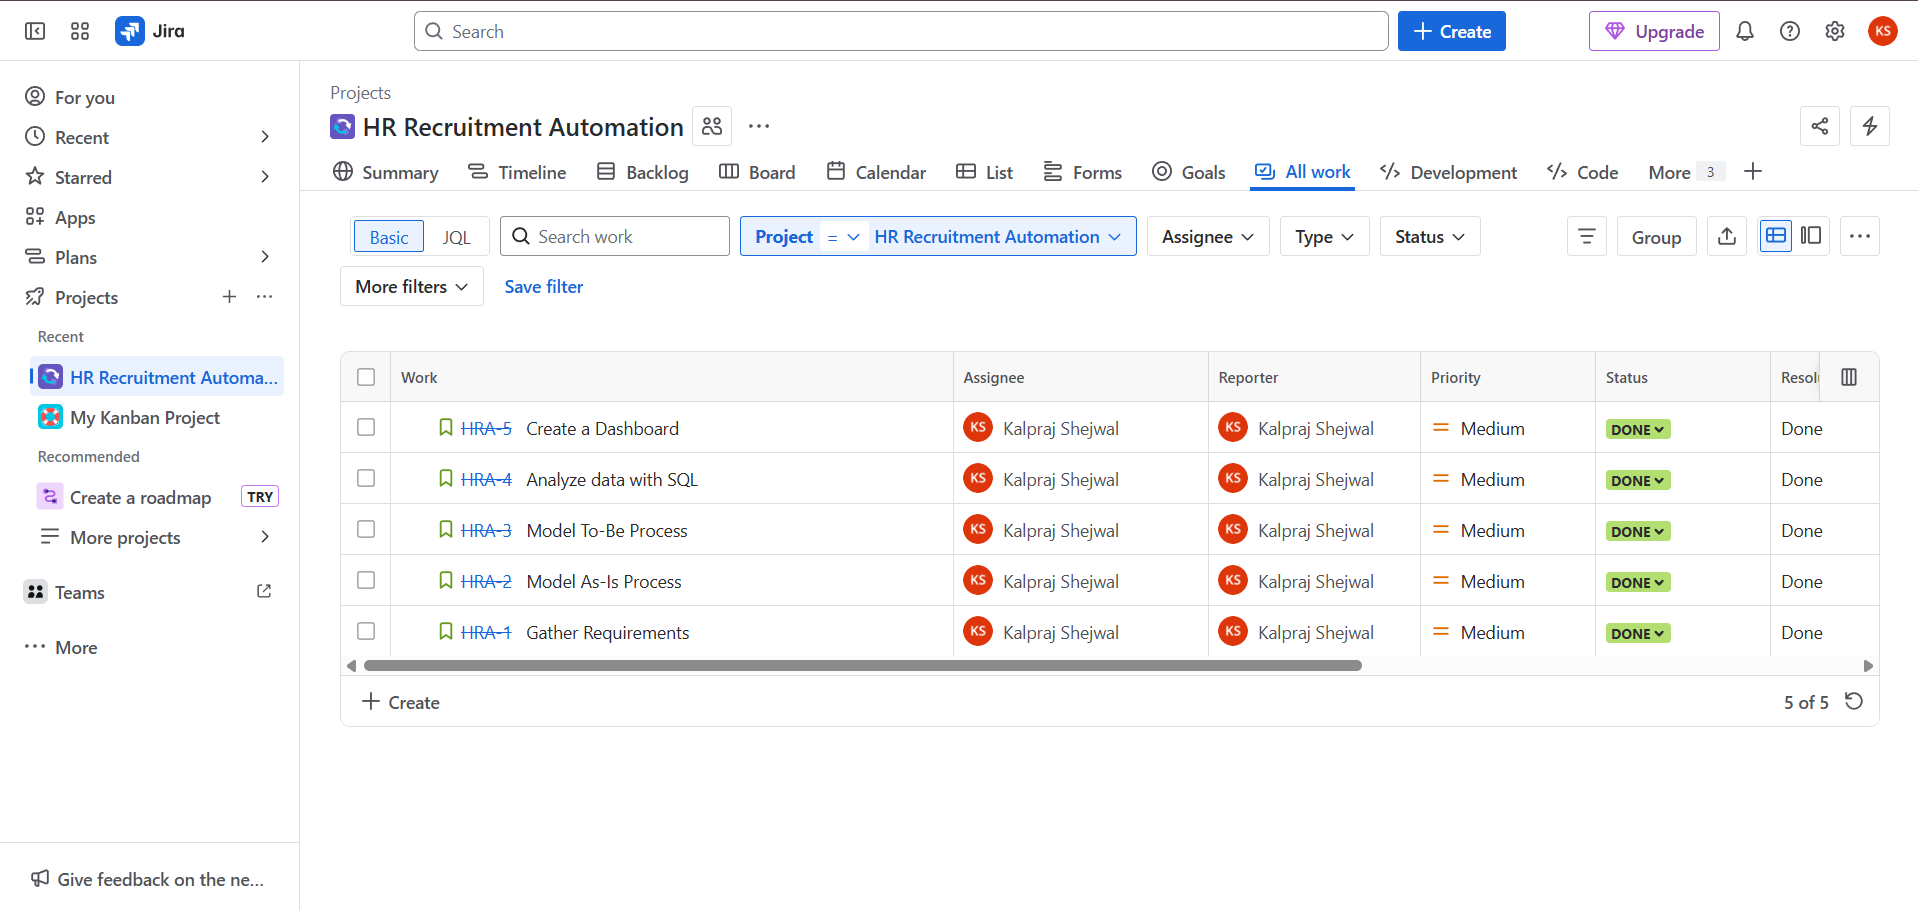 Jira
Search
Create
Upgrade
KS
For you
Recent
Starred
Apps
Plans
Projects
Recent
HR Recruitment Automa...
My Kanban Project
Recommended
Create a roadmap TRY
More projects
Teams
More
Give feedback on the ne...
Projects
HR Recruitment Automation
Summary Timeline Backlog Board Calendar List Forms Goals All work Development Code More 3
Basic JQL Search work Project = HR Recruitment Automation Assignee Type Status Group
More filters Save filter
Work Assignee Reporter Priority Status Resolu
HRA-5 Create a Dashboard KS Kalpraj Shejwal KS Kalpraj Shejwal Medium DONE Done
HRA-4 Analyze data with SQL KS Kalpraj Shejwal KS Kalpraj Shejwal Medium DONE Done
HRA-3 Model To-Be Process KS Kalpraj Shejwal KS Kalpraj Shejwal Medium DONE Done
HRA-2 Model As-Is Process KS Kalpraj Shejwal KS Kalpraj Shejwal Medium DONE Done
HRA-1 Gather Requirements KS Kalpraj Shejwal KS Kalpraj Shejwal Medium DONE Done
Create 5 of 5